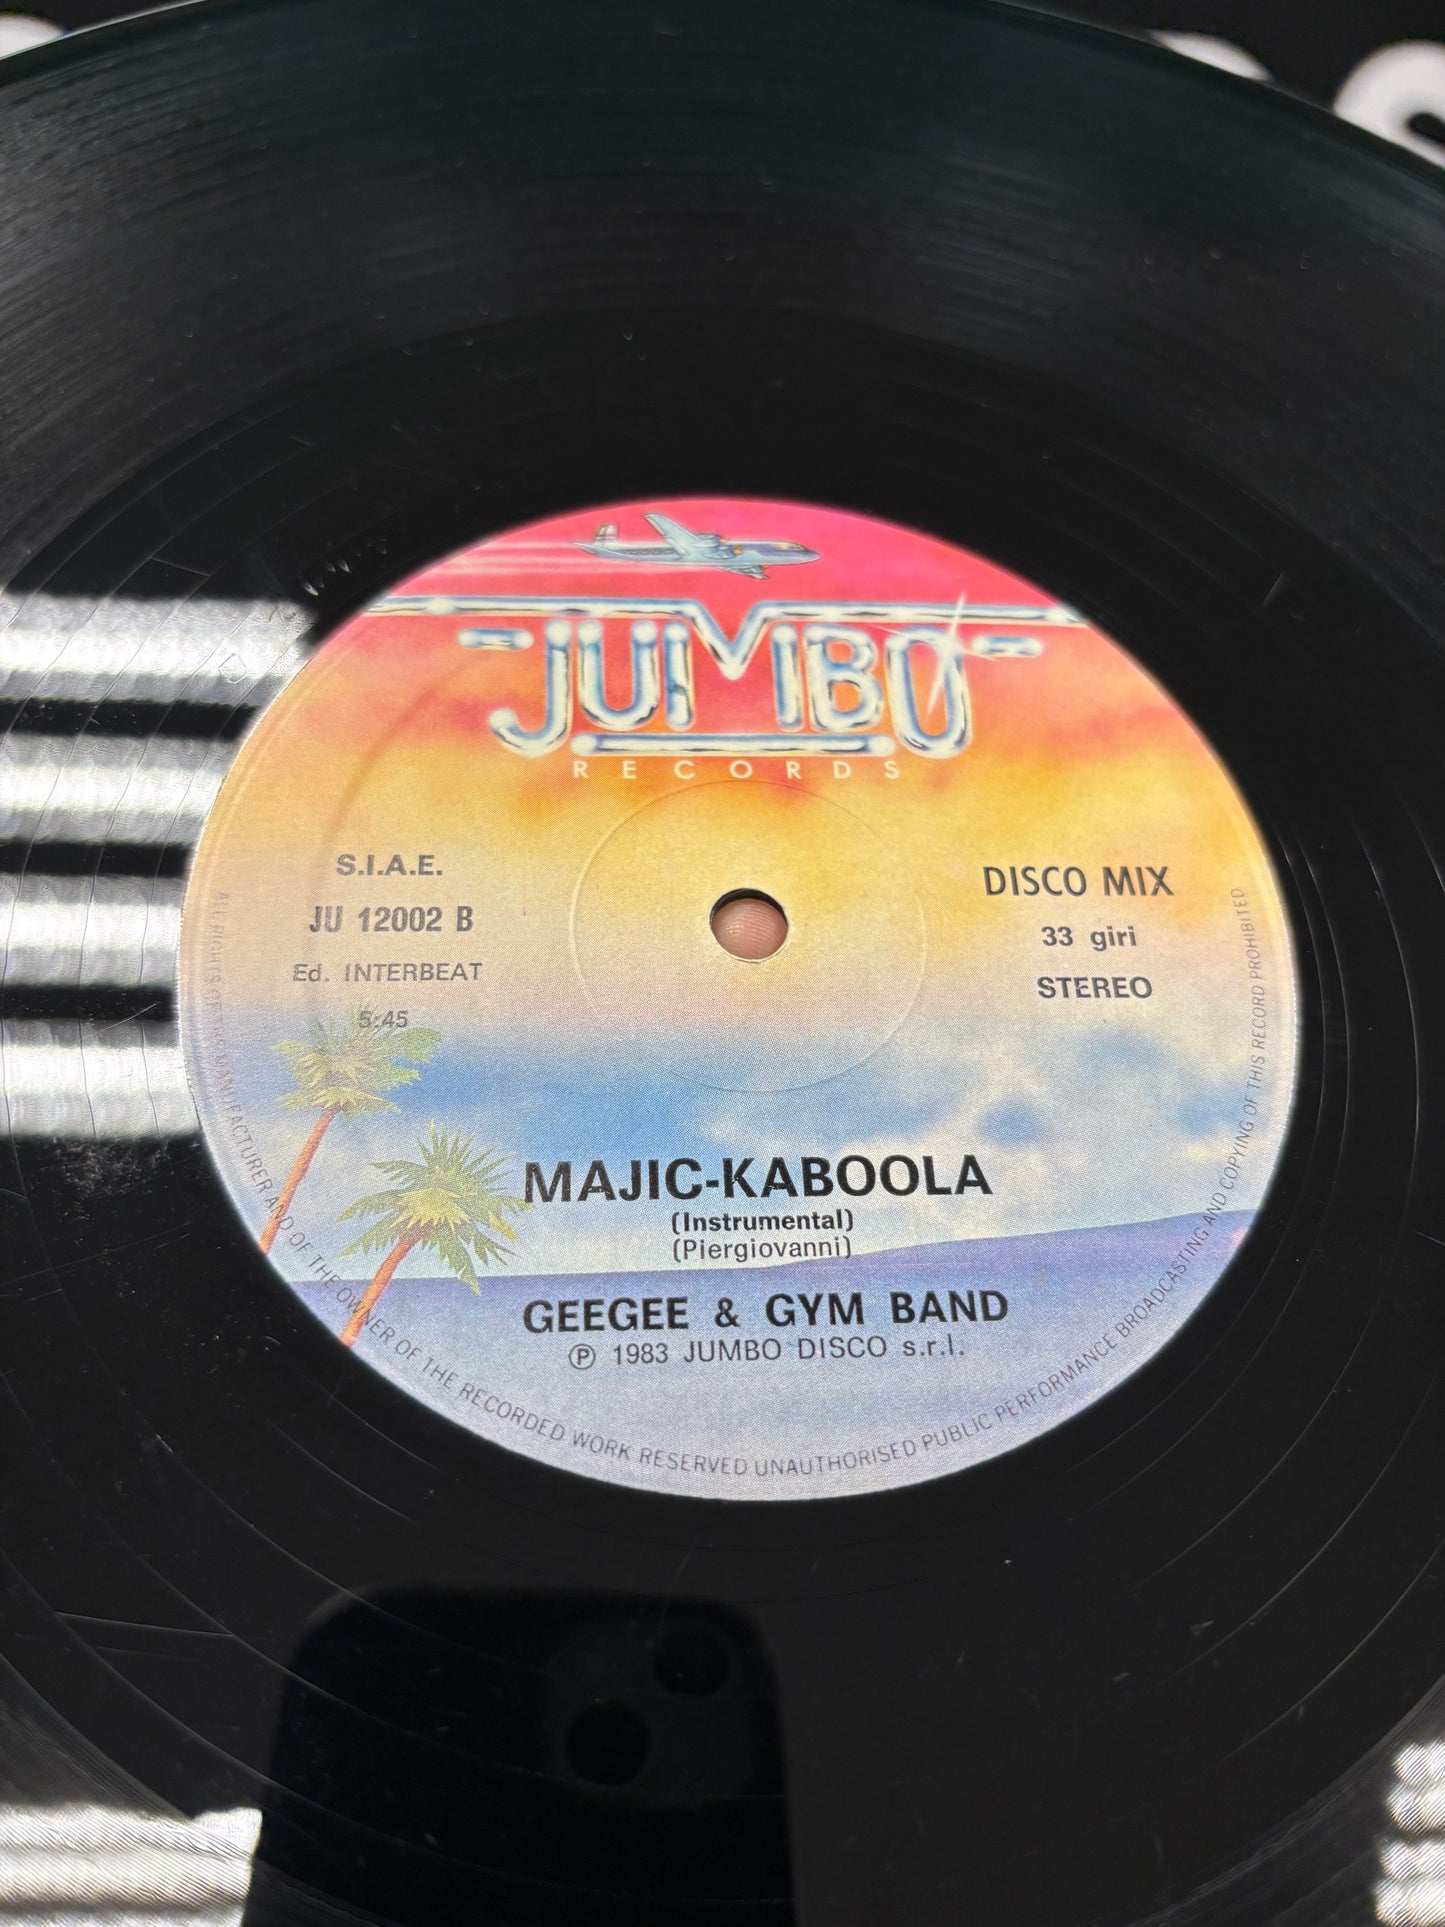 JUMBO
RECORDS
S.I.A.E.
JU 12002 B
Ed. INTERBEAT
5:45
DISCO MIX
33 giri
STEREO
MAJIC-KABOOLA
(Instrumental)
(Piergiovanni)
GEEGEE & GYM BAND
℗ 1983 JUMBO DISCO s.r.l.
ALL RIGHTS OF THE MANUFACTURER AND OF THE OWNER OF THE RECORDED WORK RESERVED UNAUTHORISED PUBLIC PERFORMANCE BROADCASTING AND COPYING OF THIS RECORD PROHIBITED